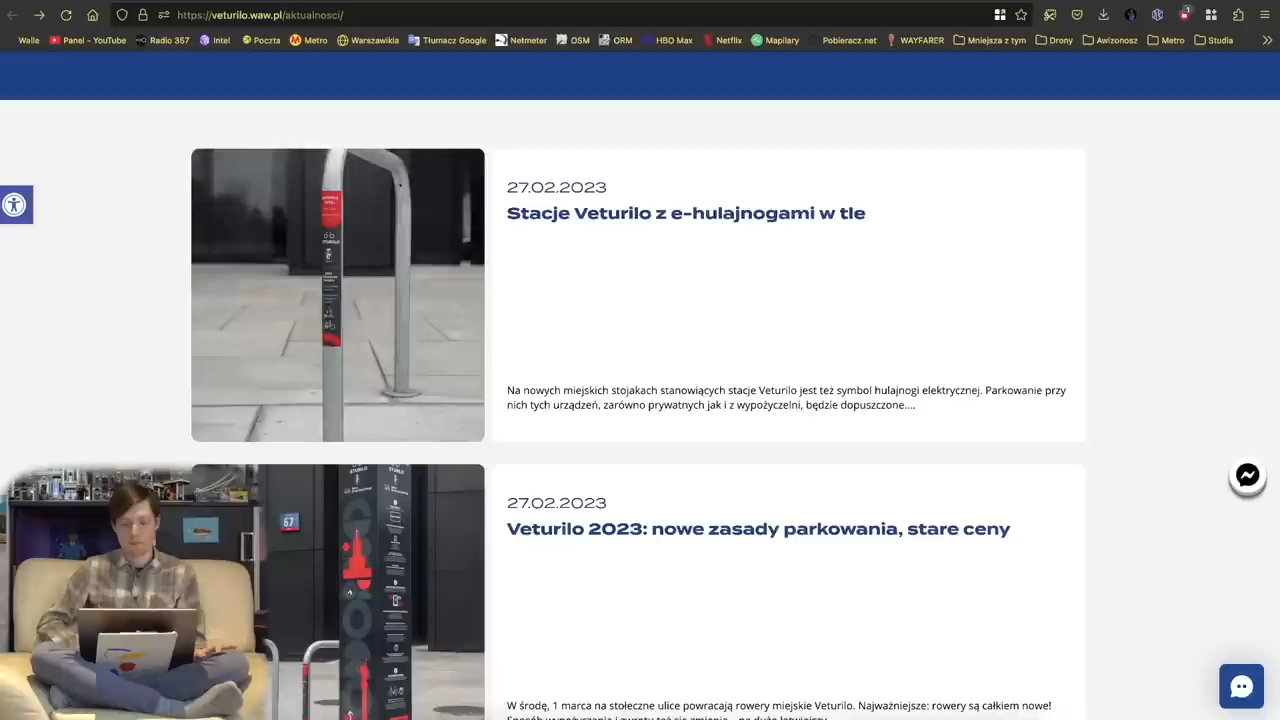 https://veturilo.waw.pl/aktualnosci/
Walle Panel – YouTube Radio 357 Intel Poczta Metro Warszawikia Tłumacz Google Netmeter OSM ORM HBO Max Netflix Mapilary Pobieracz.net WAYFARER Mniejsza z tym Drony Awizonosz Metro Studia
27.02.2023
Stacje Veturilo z e-hulajnogami w tle
Na nowych miejskich stojakach stanowiących stacje Veturilo jest też symbol hulajnogi elektrycznej. Parkowanie przy
nich tych urządzeń, zarówno prywatnych jak i z wypożyczelni, będzie dopuszczone....
27.02.2023
Veturilo 2023: nowe zasady parkowania, stare ceny
67
W środę, 1 marca na stołeczne ulice powracają rowery miejskie Veturilo. Najważniejsze: rowery są całkiem nowe!